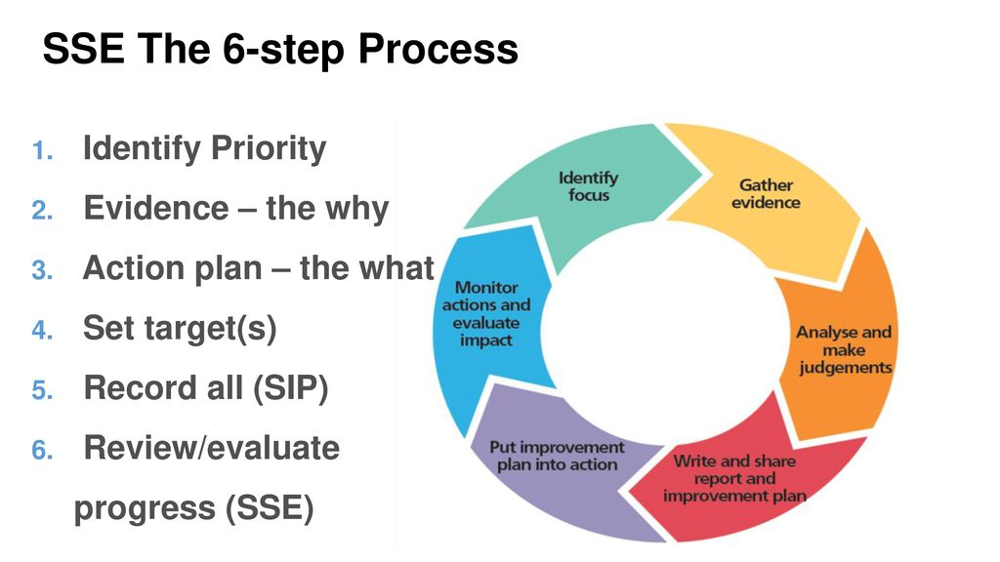 SSE The 6-step Process
1. Identify Priority
2. Evidence – the why
3. Action plan – the what
4. Set target(s)
5. Record all (SIP)
6. Review/evaluate
progress (SSE)
Identify
focus
Gather
evidence
Analyse and
make
judgements
Write and share
report and
improvement plan
Put improvement
plan into action
Monitor
actions and
evaluate
impact